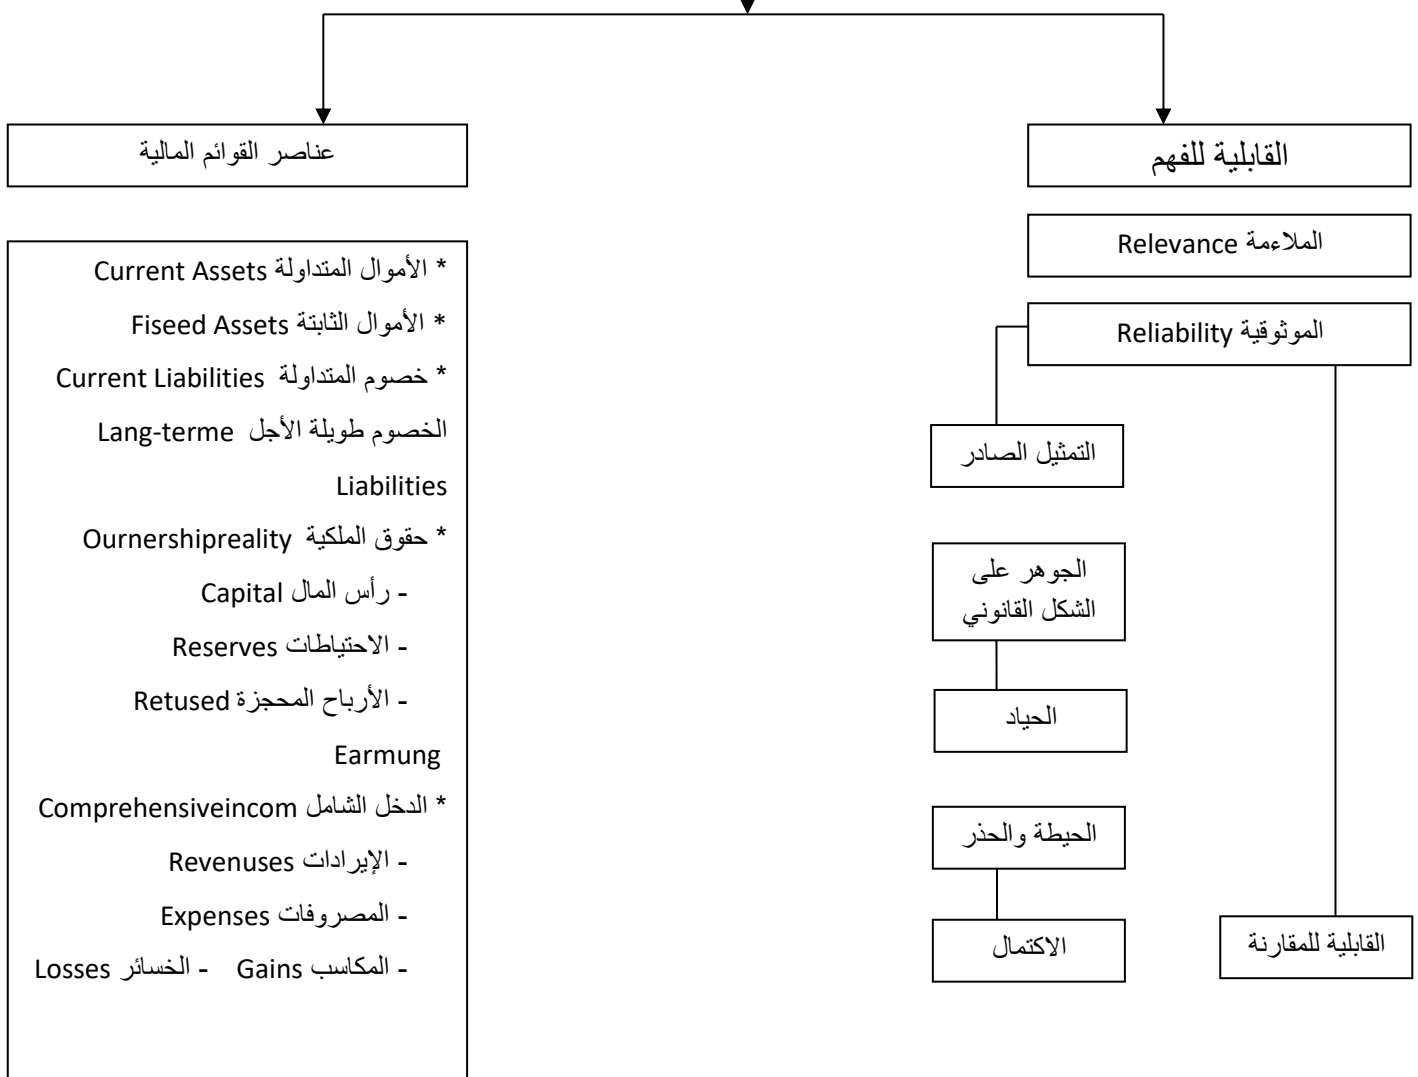 القابلية للفهم
الملاءمة Relevance
الموثوقية Reliability
التمثيل الصادر
الجوهر على
الشكل القانوني
الحياد
الحيطة والحذر
الاكتمال
القابلية للمقارنة
عناصر القوائم المالية
* الأموال المتداولة Current Assets
* الأموال الثابتة Fiseed Assets
* خصوم المتداولة Current Liabilities
الخصوم طويلة الأجل Lang-terme
Liabilities
* حقوق الملكية Ournershipreality
- رأس المال Capital
- الاحتياطات Reserves
- الأرباح المحجزة Retused
Earmung
* الدخل الشامل Comprehensiveincom
- الإيرادات Revenuses
- المصروفات Expenses
- المكاسب Gains - الخسائر Losses